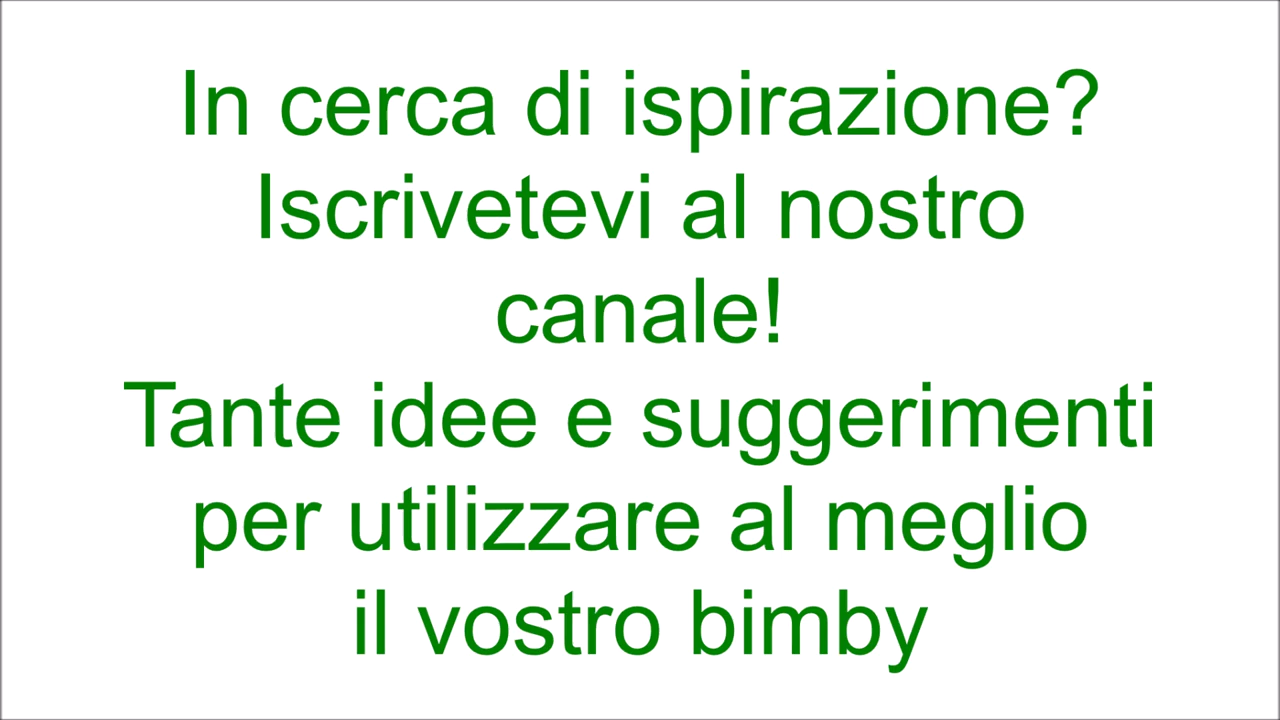 In cerca di ispirazione?
Iscrivetevi al nostro
canale!
Tante idee e suggerimenti
per utilizzare al meglio
il vostro bimby